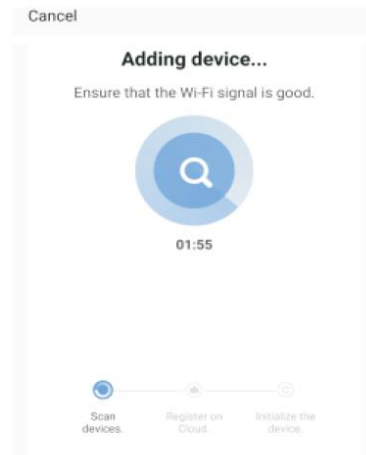 Cancel
Adding device...
Ensure that the Wi-Fi signal is good.
01:55
Scan
devices.
Register on
Cloud.
Initialize the
device.